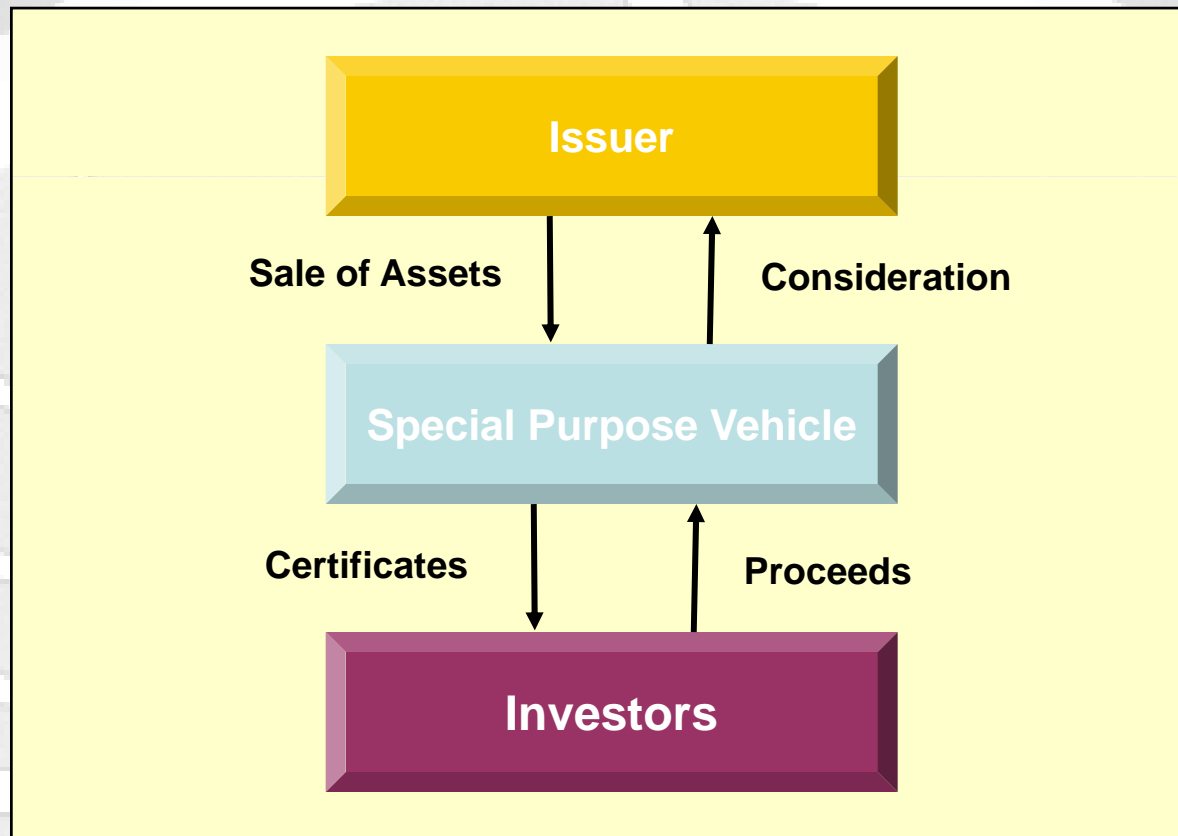 Issuer
Sale of Assets
Consideration
Special Purpose Vehicle
Certificates
Proceeds
Investors